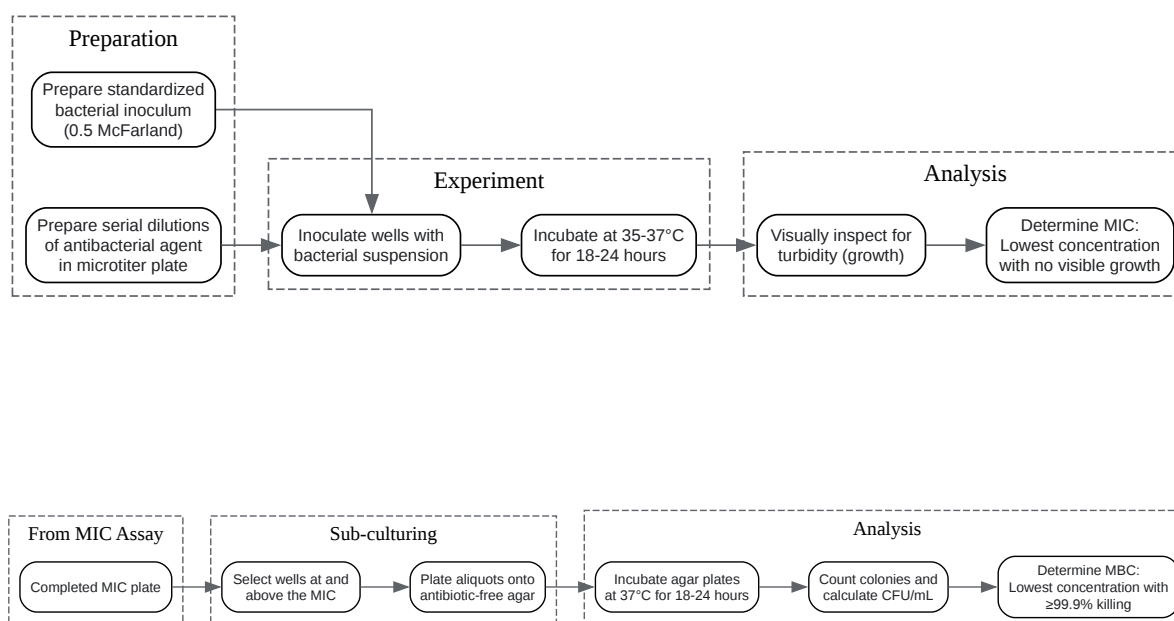 Preparation
Prepare standardized
bacterial inoculum
(0.5 McFarland)
Prepare serial dilutions
of antibacterial agent
in microtiter plate
Experiment
Inoculate wells with
bacterial suspension
Incubate at 35-37°C
for 18-24 hours
Analysis
Visually inspect for
turbidity (growth)
Determine MIC:
Lowest concentration
with no visible growth
From MIC Assay
Completed MIC plate
Sub-culturing
Select wells at and
above the MIC
Plate aliquots onto
antibiotic-free agar
Analysis
Incubate agar plates
at 37°C for 18-24 hours
Count colonies and
calculate CFU/mL
Determine MBC:
Lowest concentration with
≥99.9% killing